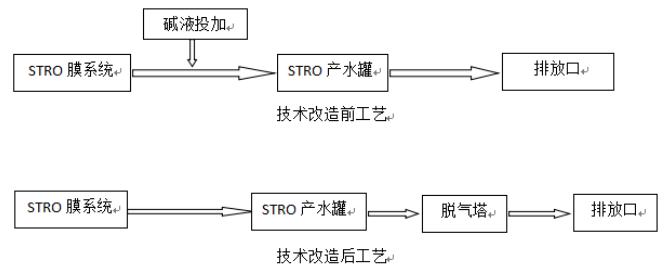 碱液投加
STRO 膜系统
STRO 产水罐
排放口
技术改造前工艺
STRO 膜系统
STRO 产水罐
脱气塔
排放口
技术改造后工艺